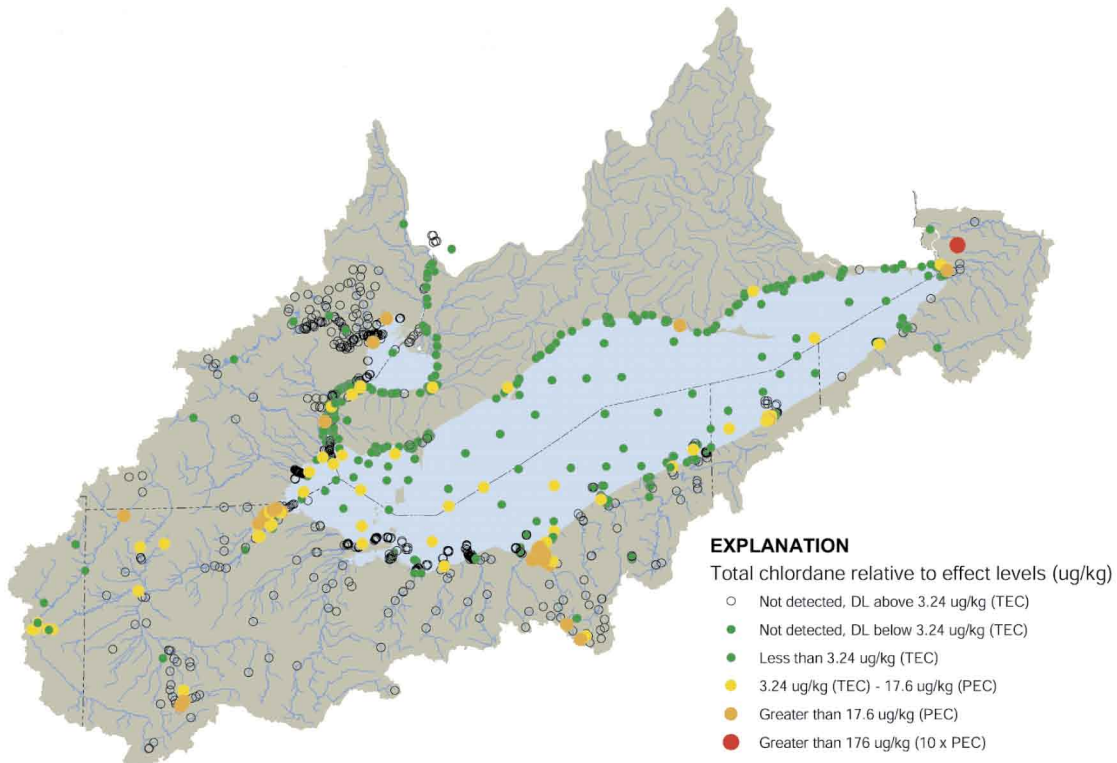 EXPLANATION
Total chlordane relative to effect levels (ug/kg)
Not detected, DL above 3.24 ug/kg (TEC)
Not detected, DL below 3.24 ug/kg (TEC)
Less than 3.24 ug/kg (TEC)
3.24 ug/kg (TEC) - 17.6 ug/kg (PEC)
Greater than 17.6 ug/kg (PEC)
Greater than 176 ug/kg (10 x PEC)